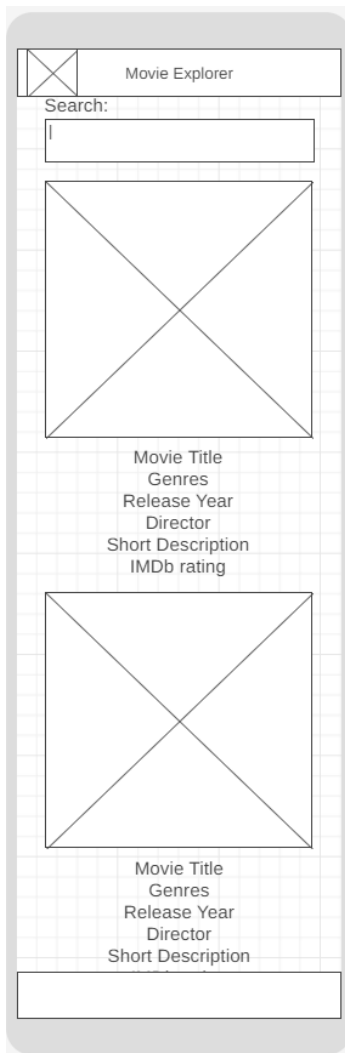 Movie Explorer
Search:
Movie Title
Genres
Release Year
Director
Short Description
IMDb rating
Movie Title
Genres
Release Year
Director
Short Description